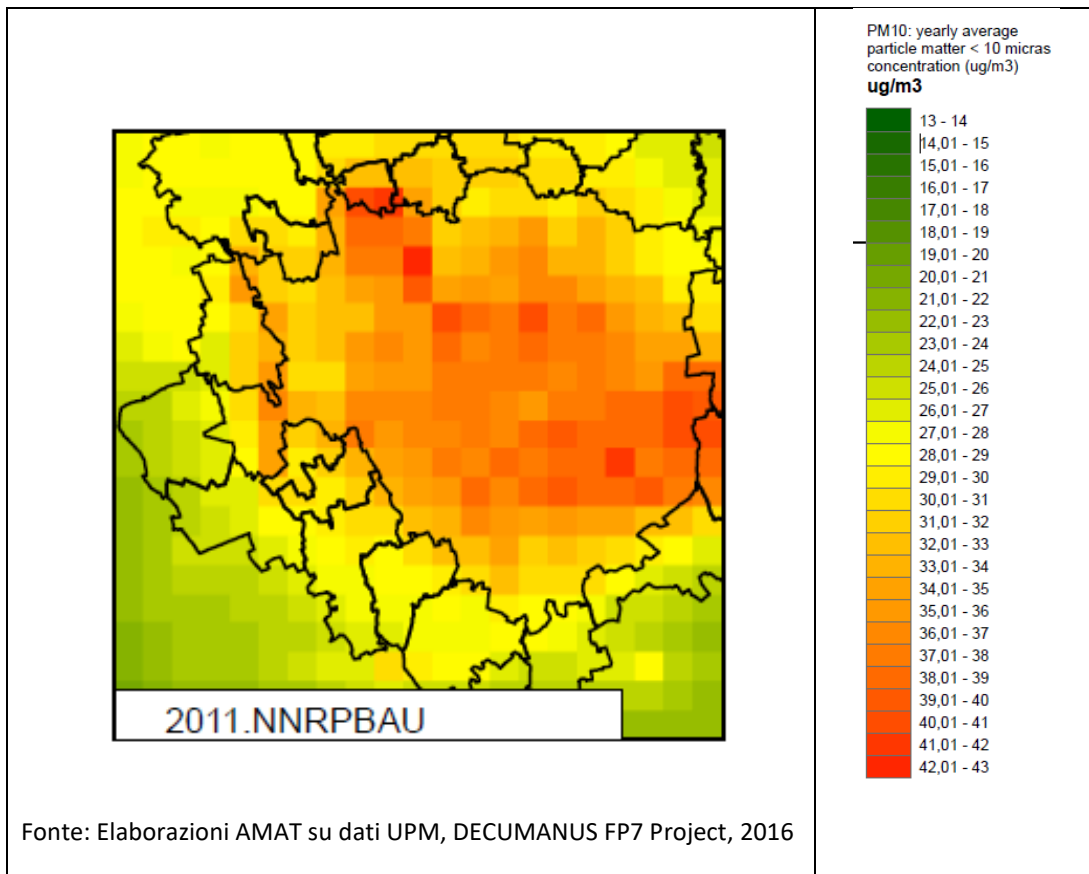 PM10: yearly average
particle matter < 10 micras
concentration (ug/m3)
ug/m3
13 - 14
14,01 - 15
15,01 - 16
16,01 - 17
17,01 - 18
18,01 - 19
19,01 - 20
20,01 - 21
21,01 - 22
22,01 - 23
23,01 - 24
24,01 - 25
25,01 - 26
26,01 - 27
27,01 - 28
28,01 - 29
29,01 - 30
30,01 - 31
31,01 - 32
32,01 - 33
33,01 - 34
34,01 - 35
35,01 - 36
36,01 - 37
37,01 - 38
38,01 - 39
39,01 - 40
40,01 - 41
41,01 - 42
42,01 - 43
2011.NNRPBAU
Fonte: Elaborazioni AMAT su dati UPM, DECUMANUS FP7 Project, 2016